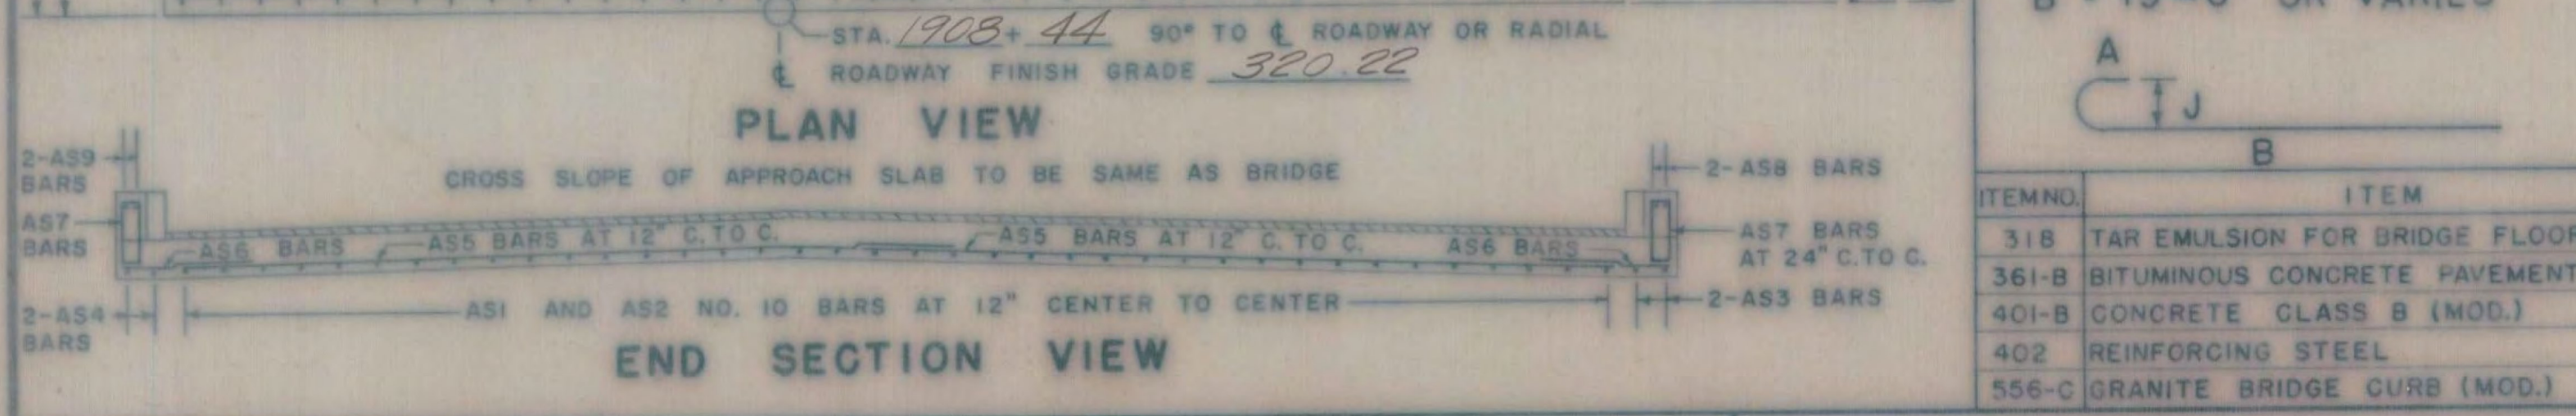 STA. 1908+ 44 90° TO ℄ ROADWAY OR RADIAL
℄ ROADWAY FINISH GRADE 320.22
PLAN VIEW
CROSS SLOPE OF APPROACH SLAB TO BE SAME AS BRIDGE
2-AS9
BARS
AS7
BARS
2-AS4
BARS
AS6 BARS
AS5 BARS AT 12" C. TO C.
AS5 BARS AT 12" C. TO C.
AS6 BARS
2-AS8 BARS
AS7 BARS
AT 24" C. TO C.
2-AS3 BARS
AS1 AND AS2 NO. 10 BARS AT 12" CENTER TO CENTER
END SECTION VIEW
OR VARIES
A
J
B
ITEM NO. ITEM
318 TAR EMULSION FOR BRIDGE FLOOR
361-B BITUMINOUS CONCRETE PAVEMENT
401-B CONCRETE CLASS B (MOD.)
402 REINFORCING STEEL
556-C GRANITE BRIDGE CURB (MOD.)